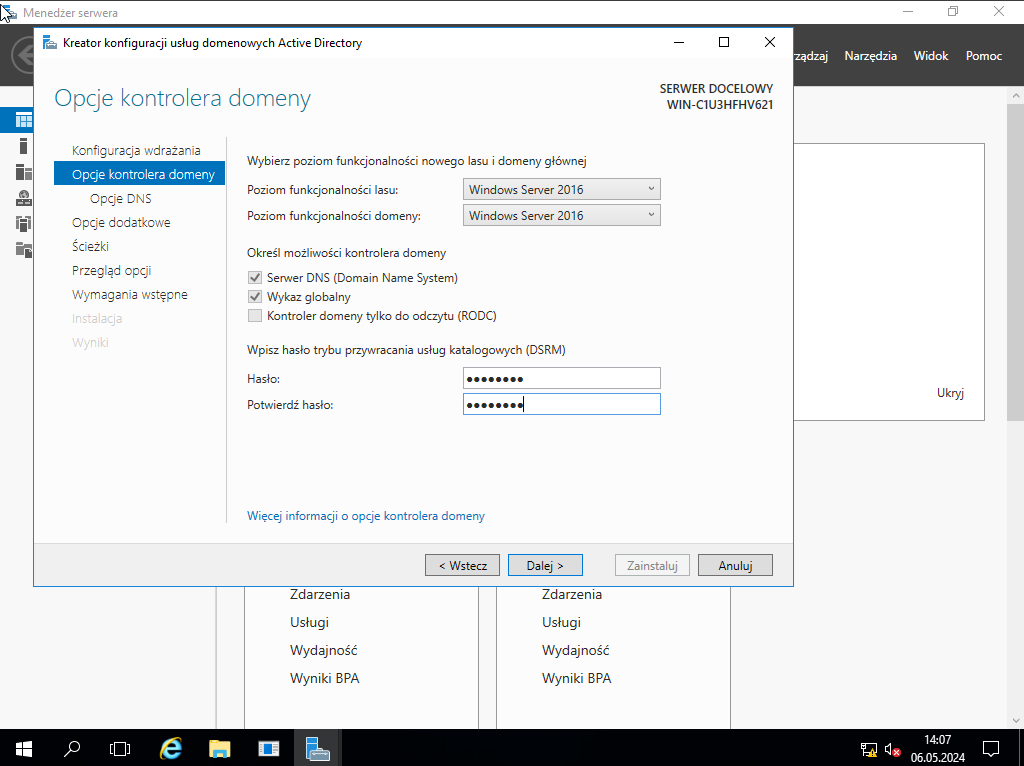 Menedżer serwera
Kreator konfiguracji usług domenowych Active Directory
ządzaj Narzędzia Widok Pomoc
Opcje kontrolera domeny
SERWER DOCELOWY
WIN-C1U3HFHV621
Konfiguracja wdrażania
Opcje kontrolera domeny
Opcje DNS
Opcje dodatkowe
Ścieżki
Przegląd opcji
Wymagania wstępne
Instalacja
Wyniki
Wybierz poziom funkcjonalności nowego lasu i domeny głównej
Poziom funkcjonalności lasu: Windows Server 2016
Poziom funkcjonalności domeny: Windows Server 2016
Określ możliwości kontrolera domeny
Serwer DNS (Domain Name System)
Wykaz globalny
Kontroler domeny tylko do odczytu (RODC)
Wpisz hasło trybu przywracania usług katalogowych (DSRM)
Hasło: ●●●●●●●●
Potwierdź hasło: ●●●●●●●●
Więcej informacji o opcje kontrolera domeny
< Wstecz Dalej > Zainstaluj Anuluj
Ukryj
Zdarzenia
Usługi
Wydajność
Wyniki BPA
Zdarzenia
Usługi
Wydajność
Wyniki BPA
14:07
06.05.2024